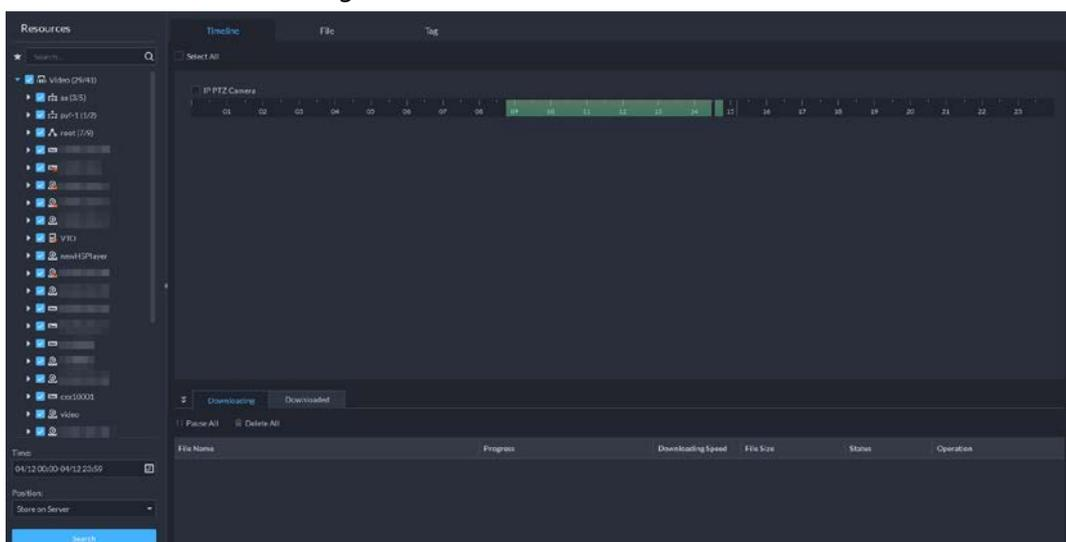 Resources
Search...
Video (29/41)
aa (3/5)
pvf-1 (1/2)
root (7/9)
VTO
newHSPlayer
ccc10001
video
Time:
04/12 00:00-04/12 23:59
Position:
Store on Server
Search
Timeline File Tag
Select All
IP PTZ Camera
01 02 03 04 05 06 07 08 09 10 11 12 13 14 15 16 17 18 19 20 21 22 23
Downloading Downloaded
Pause All Delete All
File Name Progress Downloading Speed File Size Status Operation